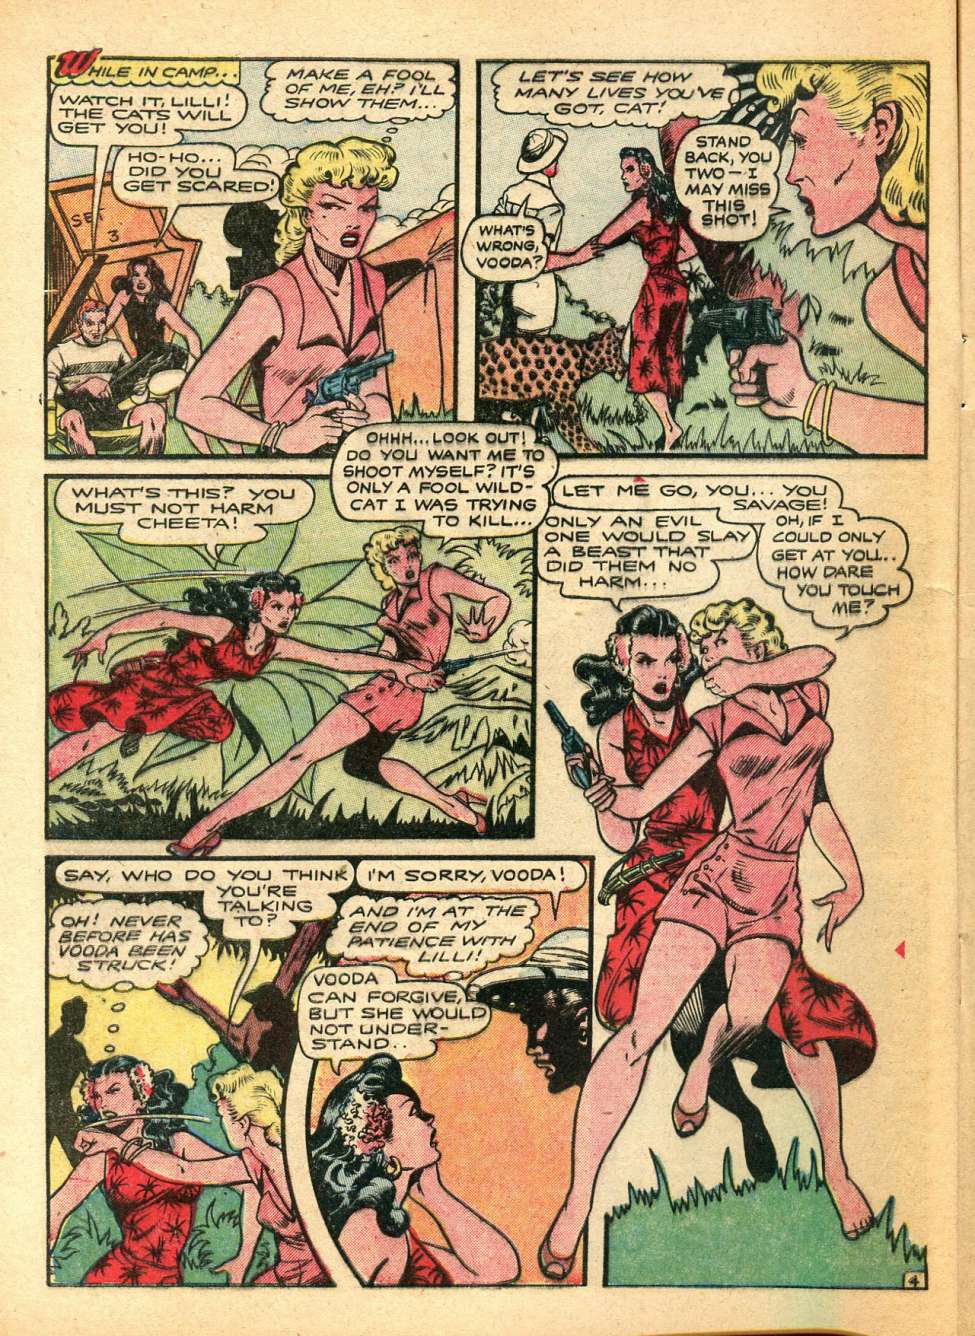 WHILE IN CAMP...
WATCH IT, LILLI!
THE CATS WILL
GET YOU!
HO-HO...
DID YOU
GET SCARED!
MAKE A FOOL
OF ME, EH? I'LL
SHOW THEM...
SET
3
LET'S SEE HOW
MANY LIVES YOU'VE
GOT, CAT!
STAND
BACK, YOU
TWO-I
MAY MISS
THIS
SHOT!
WHAT'S
WRONG,
VOODA?
WHAT'S THIS? YOU
MUST NOT HARM
CHEETA!
OHHH...LOOK OUT!
DO YOU WANT ME TO
SHOOT MYSELF? IT'S
ONLY A FOOL WILD-
CAT I WAS TRYING
TO KILL...
LET ME GO, YOU... YOU
SAVAGE!
OH, IF I
COULD ONLY
GET AT YOU..
HOW DARE
YOU TOUCH
ME?
ONLY AN EVIL
ONE WOULD SLAY
A BEAST THAT
DID THEM NO
HARM...
SAY, WHO DO YOU THINK
YOU'RE
TALKING
TO?
OH! NEVER
BEFORE HAS
VOODA BEEN
STRUCK!
I'M SORRY, VOODA!
AND I'M AT THE
END OF MY
PATIENCE WITH
LILLI!
VOODA
CAN FORGIVE,
BUT SHE WOULD
NOT UNDER-
STAND..
4